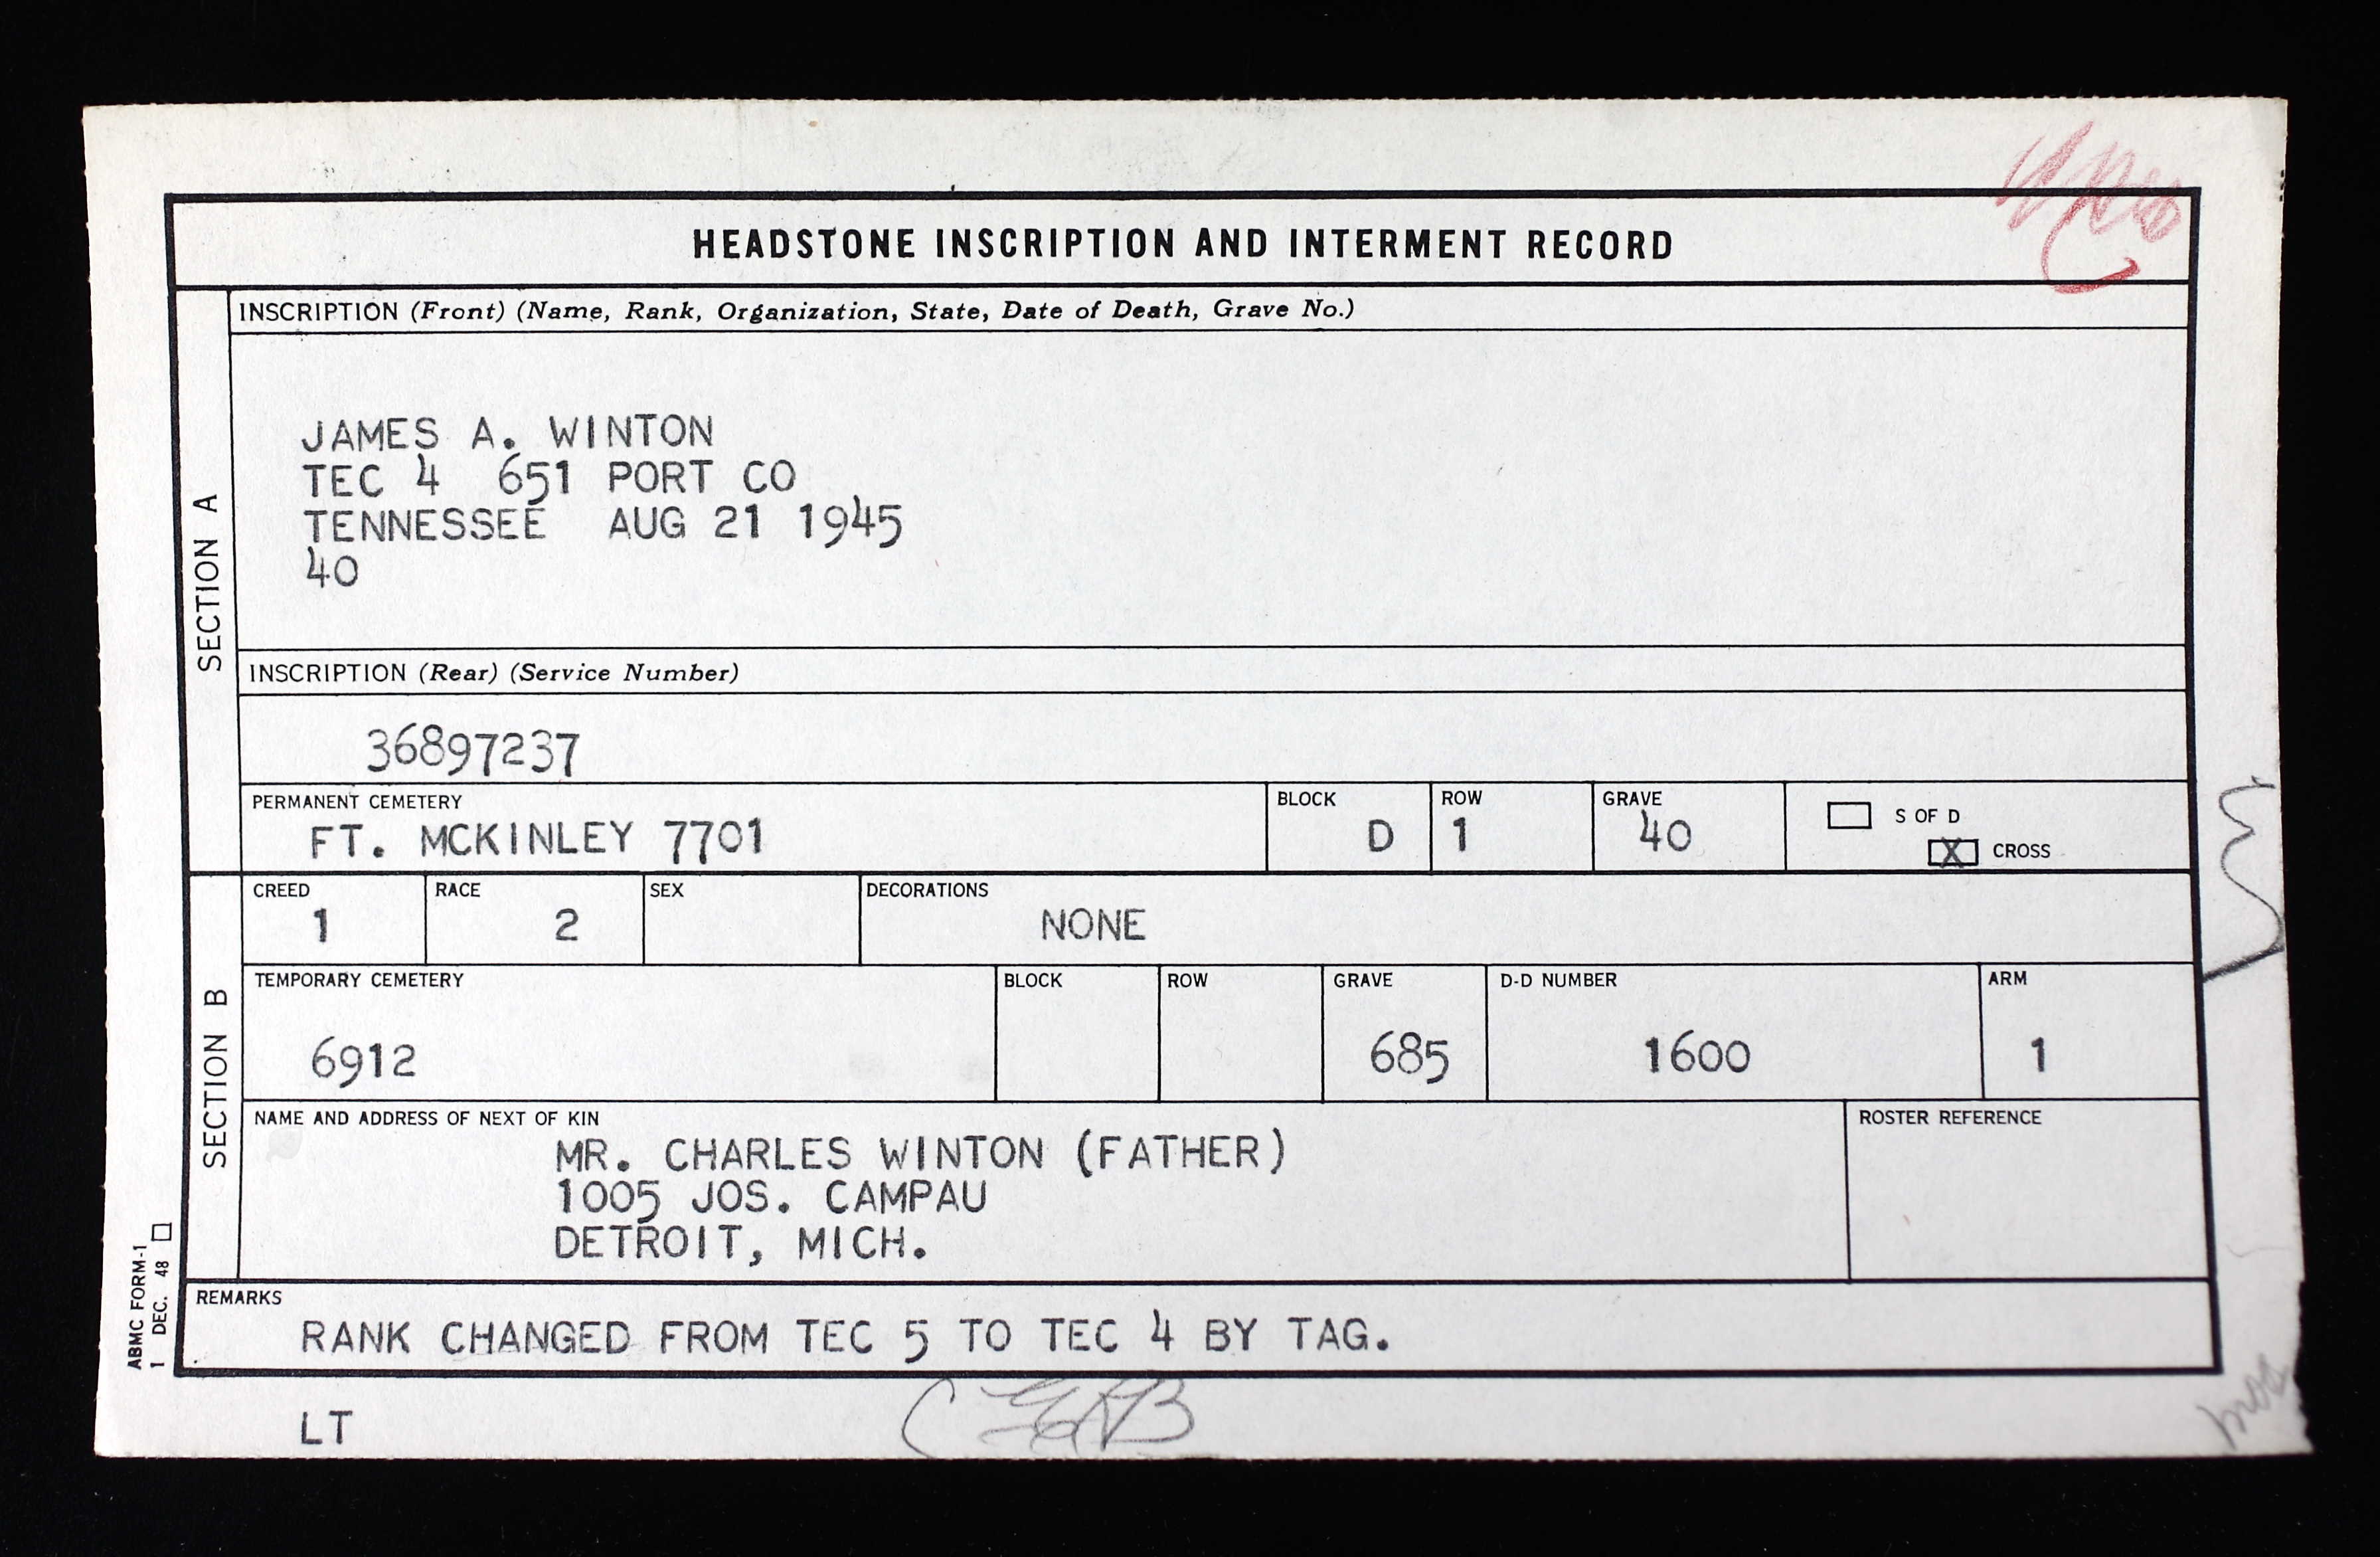 HEADSTONE INSCRIPTION AND INTERMENT RECORD
SECTION A
INSCRIPTION (Front) (Name, Rank, Organization, State, Date of Death, Grave No.)
JAMES A. WINTON
TEC 4 651 PORT CO
TENNESSEE AUG 21 1945
40
INSCRIPTION (Rear) (Service Number)
36897237
PERMANENT CEMETERY BLOCK ROW GRAVE
FT. MCKINLEY 7701 D 1 40
S OF D
X CROSS
SECTION B
CREED RACE SEX DECORATIONS
1 2 NONE
TEMPORARY CEMETERY BLOCK ROW GRAVE D-D NUMBER ARM
6912 685 1600 1
NAME AND ADDRESS OF NEXT OF KIN ROSTER REFERENCE
MR. CHARLES WINTON (FATHER)
1005 JOS. CAMPAU
DETROIT, MICH.
ABMC FORM-1
1 DEC. 48
REMARKS
RANK CHANGED FROM TEC 5 TO TEC 4 BY TAG.
LT